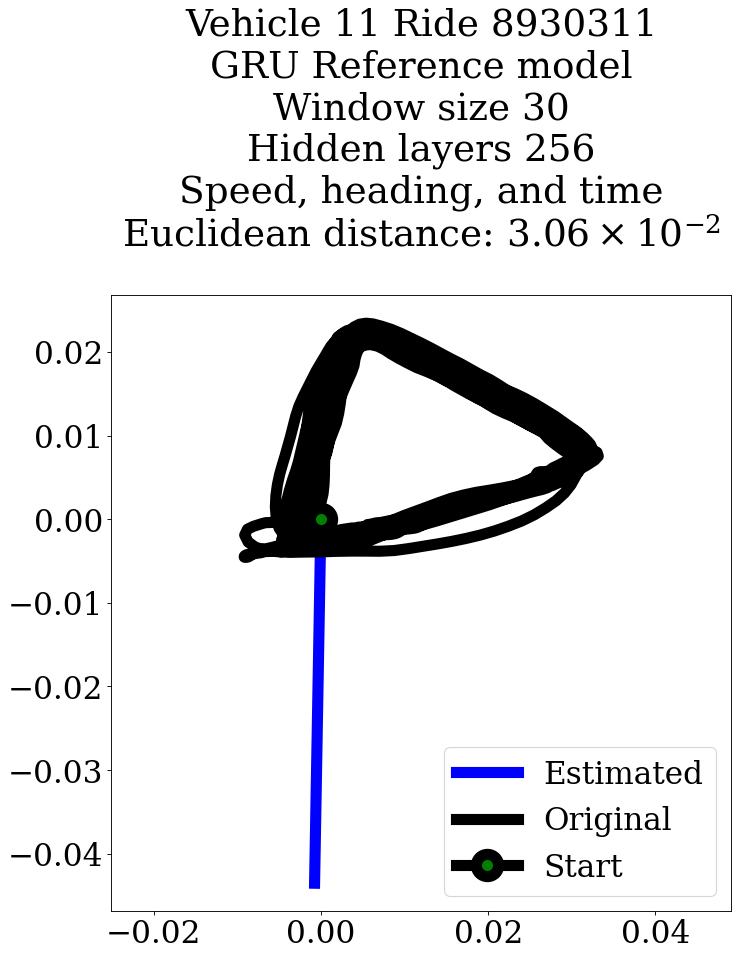 Vehicle 11 Ride 8930311
GRU Reference model
Window size 30
Hidden layers 256
Speed, heading, and time
Euclidean distance: 3.06 × 10⁻²
0.02
0.01
0.00
−0.01
−0.02
−0.03
−0.04
Estimated
Original
Start
−0.02 0.00 0.02 0.04